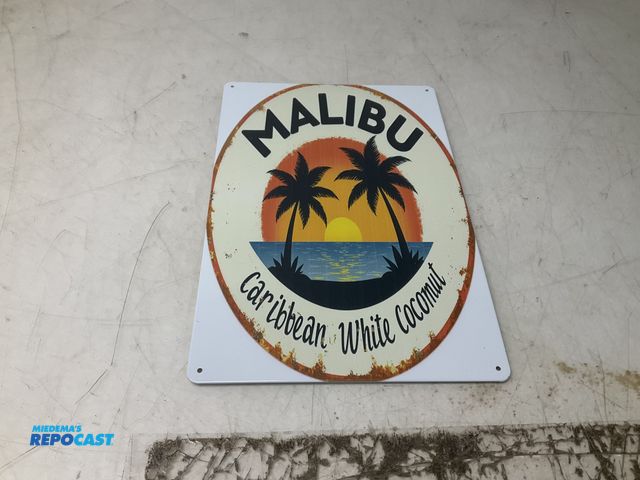 MALIBU
Caribbean White Coconut
MIEDEMA'S
REPOCAST